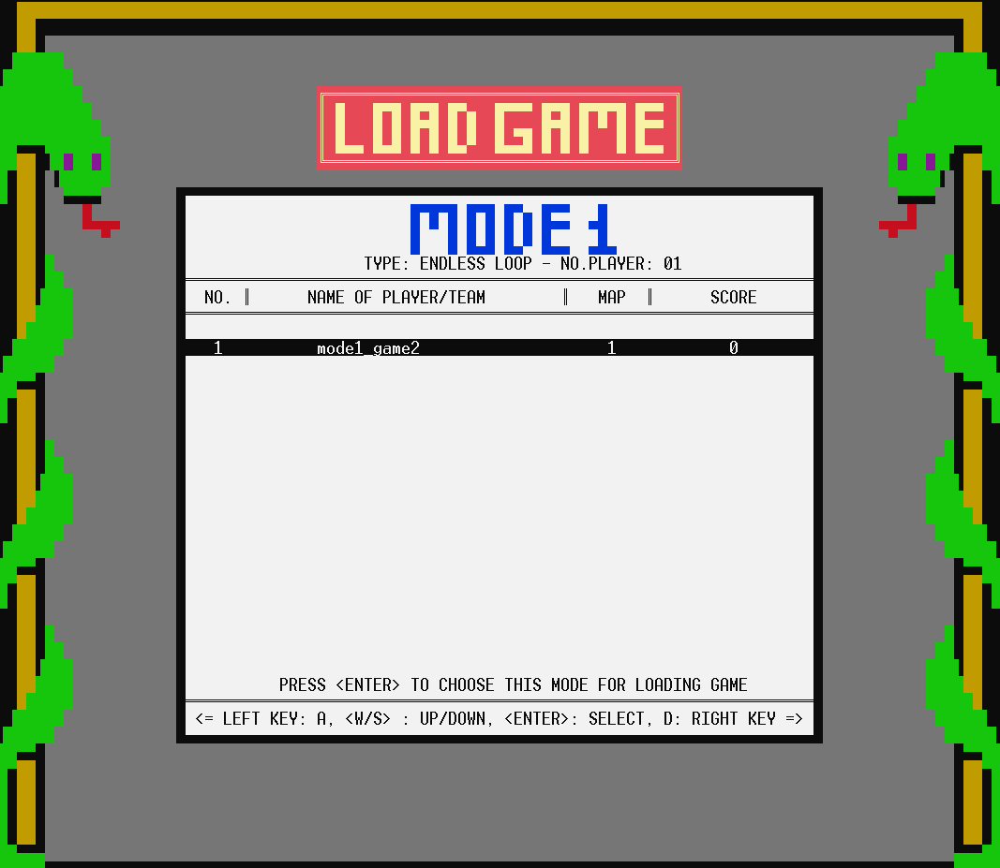 LOAD GAME
MODE 1
TYPE: ENDLESS LOOP - NO.PLAYER: 01
NO. ║ NAME OF PLAYER/TEAM ║ MAP ║ SCORE
1 mode1_game2 1 0
PRESS <ENTER> TO CHOOSE THIS MODE FOR LOADING GAME
<= LEFT KEY: A, <W/S> : UP/DOWN, <ENTER>: SELECT, D: RIGHT KEY =>